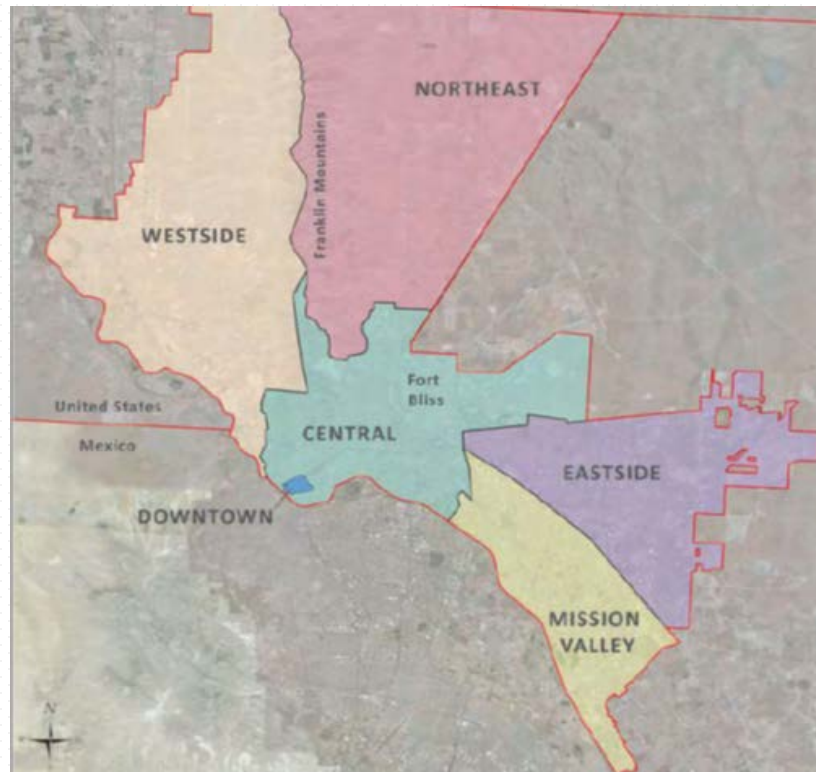 NORTHEAST
Franklin Mountains
WESTSIDE
Fort
Bliss
United States
CENTRAL
Mexico
EASTSIDE
DOWNTOWN
MISSION
VALLEY
N